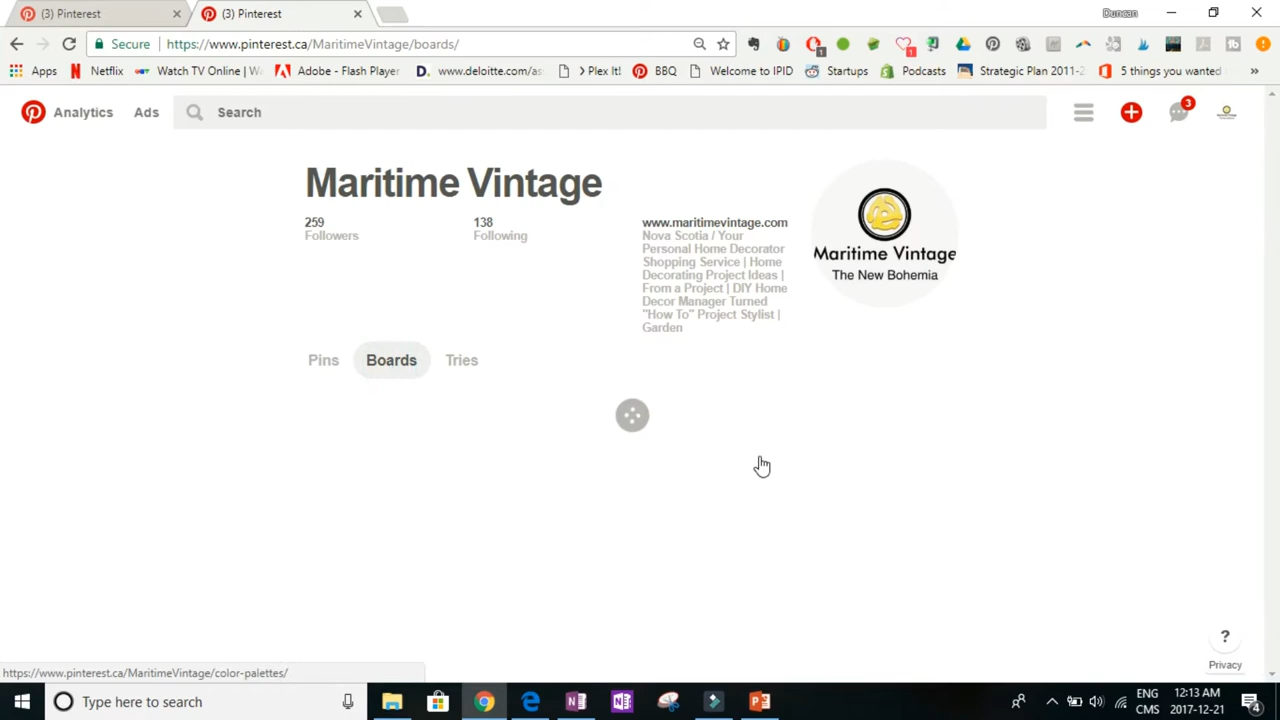 (3) Pinterest
(3) Pinterest
Duncan
Secure
https://www.pinterest.ca/MaritimeVintage/boards/
Apps
Netflix
Watch TV Online | W
Adobe - Flash Player
www.deloitte.com/as
> Plex It!
BBQ
Welcome to IPID
Startups
Podcasts
Strategic Plan 2011-2
5 things you wanted
»
Analytics
Ads
Search
3
Maritime Vintage
259
Followers
138
Following
www.maritimevintage.com
Nova Scotia / Your
Personal Home Decorator
Shopping Service | Home
Decorating Project Ideas |
From a Project | DIY Home
Decor Manager Turned
"How To" Project Stylist |
Garden
Maritime Vintage
The New Bohemia
Pins
Boards
Tries
?
Privacy
https://www.pinterest.ca/MaritimeVintage/color-palettes/
Type here to search
ENG
CMS
12:13 AM
2017-12-21
4